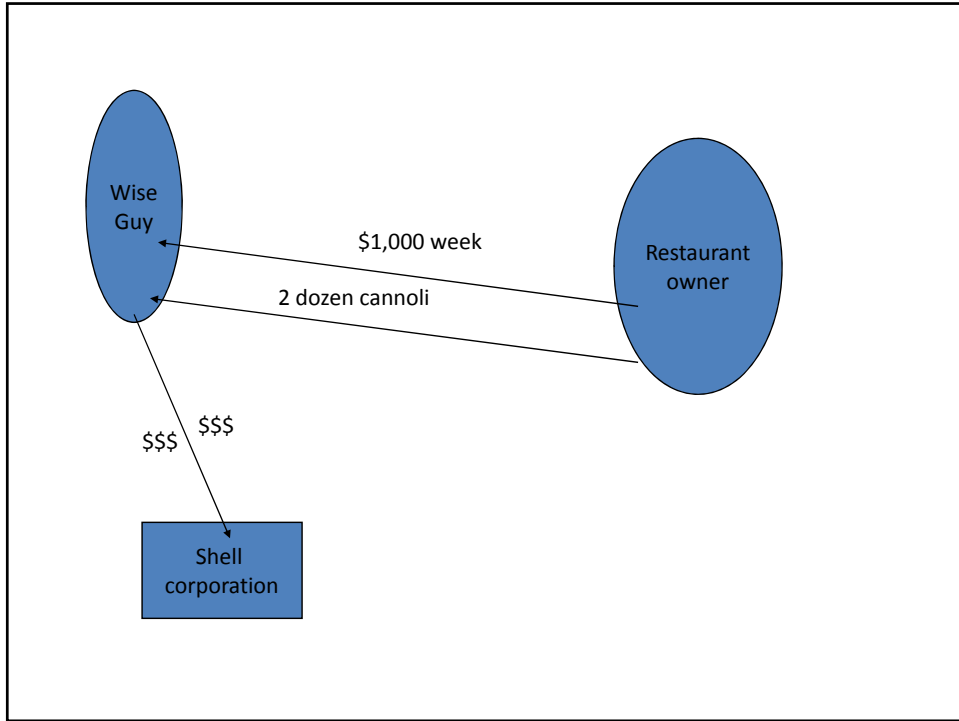 Wise
Guy
$1,000 week
Restaurant
owner
2 dozen cannoli
$$$
$$$
Shell
corporation